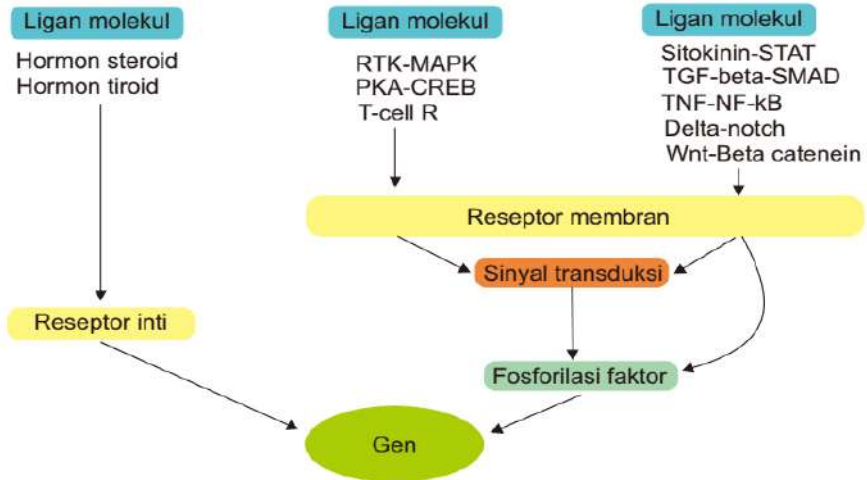 Ligan molekul
Hormon steroid
Hormon tiroid
Ligan molekul
RTK-MAPK
PKA-CREB
T-cell R
Ligan molekul
Sitokinin-STAT
TGF-beta-SMAD
TNF-NF-kB
Delta-notch
Wnt-Beta catenein
Reseptor membran
Sinyal transduksi
Reseptor inti
Fosforilasi faktor
Gen